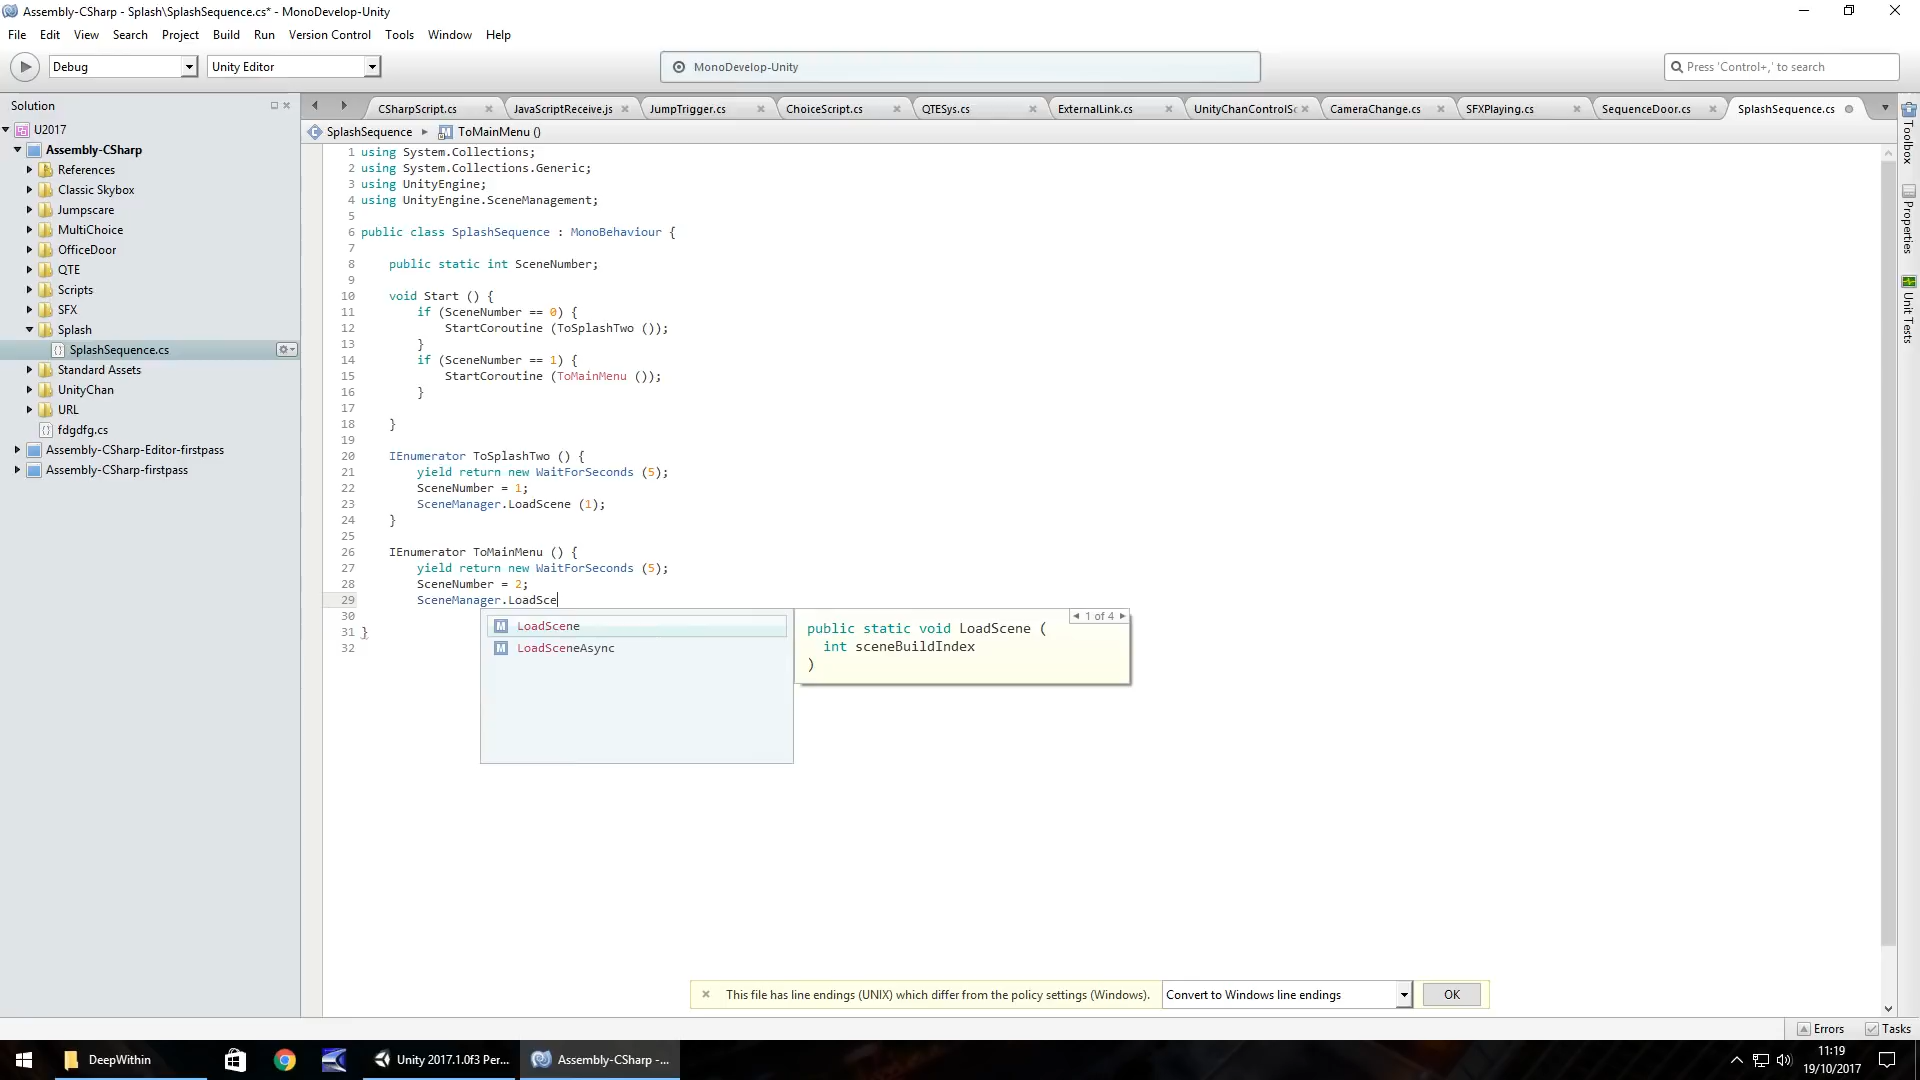 Assembly-CSharp - Splash\SplashSequence.cs* - MonoDevelop-Unity
File Edit View Search Project Build Run Version Control Tools Window Help
Debug Unity Editor MonoDevelop-Unity Press 'Control+,' to search
Solution
CSharpScript.cs JavaScriptReceive.js JumpTrigger.cs ChoiceScript.cs QTESys.cs ExternalLink.cs UnityChanControlSc CameraChange.cs SFXPlaying.cs SequenceDoor.cs SplashSequence.cs
SplashSequence ToMainMenu ()
U2017
Assembly-CSharp
References
Classic Skybox
Jumpscare
MultiChoice
OfficeDoor
QTE
Scripts
SFX
Splash
SplashSequence.cs
Standard Assets
UnityChan
URL
fdgdfg.cs
Assembly-CSharp-Editor-firstpass
Assembly-CSharp-firstpass
1 using System.Collections;
2 using System.Collections.Generic;
3 using UnityEngine;
4 using UnityEngine.SceneManagement;
5
6 public class SplashSequence : MonoBehaviour {
7
8 public static int SceneNumber;
9
10 void Start () {
11 if (SceneNumber == 0) {
12 StartCoroutine (ToSplashTwo ());
13 }
14 if (SceneNumber == 1) {
15 StartCoroutine (ToMainMenu ());
16 }
17
18 }
19
20 IEnumerator ToSplashTwo () {
21 yield return new WaitForSeconds (5);
22 SceneNumber = 1;
23 SceneManager.LoadScene (1);
24 }
25
26 IEnumerator ToMainMenu () {
27 yield return new WaitForSeconds (5);
28 SceneNumber = 2;
29 SceneManager.LoadSce
30
31 }
32
LoadScene
LoadSceneAsync
1 of 4
public static void LoadScene (
int sceneBuildIndex
)
Toolbox
Properties
Unit Tests
This file has line endings (UNIX) which differ from the policy settings (Windows). Convert to Windows line endings OK
Errors Tasks
DeepWithin Unity 2017.1.0f3 Per... Assembly-CSharp -...
11:19
19/10/2017